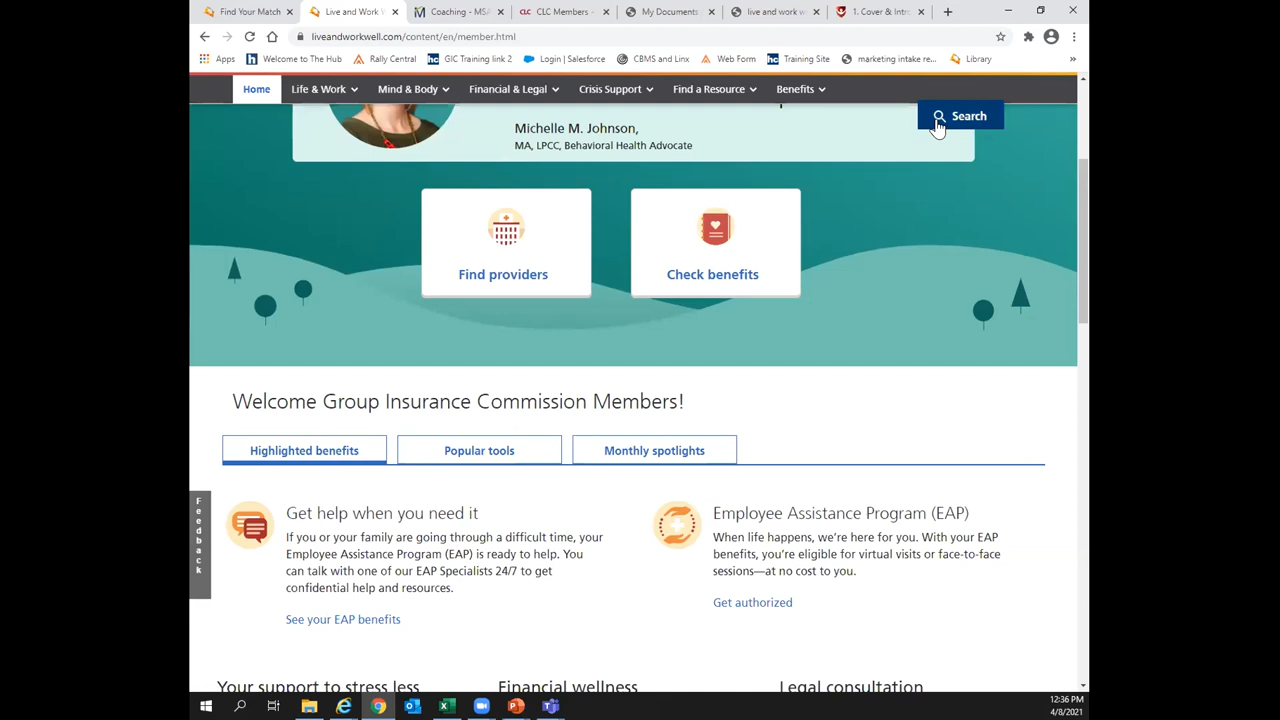 Find Your Match
Live and Work W
Coaching - MSA
CLC CLC Members -
My Documents
live and work w
1. Cover & Intro
liveandworkwell.com/content/en/member.html
Apps
Welcome to The Hub
Rally Central
hc GIC Training link 2
Login | Salesforce
CBMS and Linx
Web Form
hc Training Site
marketing intake re...
Library
»
Home
Life & Work
Mind & Body
Financial & Legal
Crisis Support
Find a Resource
Benefits
Search
Michelle M. Johnson,
MA, LPCC, Behavioral Health Advocate
Find providers
Check benefits
Welcome Group Insurance Commission Members!
Highlighted benefits
Popular tools
Monthly spotlights
Feedback
Get help when you need it
If you or your family are going through a difficult time, your
Employee Assistance Program (EAP) is ready to help. You
can talk with one of our EAP Specialists 24/7 to get
confidential help and resources.
See your EAP benefits
Employee Assistance Program (EAP)
When life happens, we're here for you. With your EAP
benefits, you're eligible for virtual visits or face-to-face
sessions—at no cost to you.
Get authorized
Your support to stress less
Financial wellness
Legal consultation
12:36 PM
4/8/2021